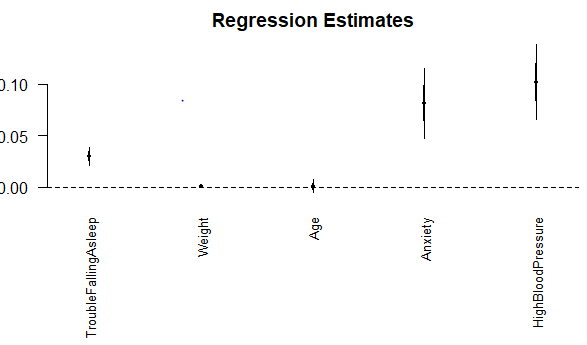 Regression Estimates
0.10
0.05
0.00
TroubleFallingAsleep
Weight
Age
Anxiety
HighBloodPressure